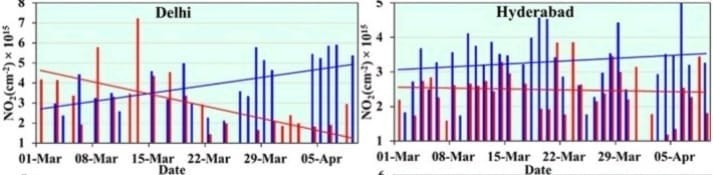 Delhi
NO2(cm-2) × 10^15
8
7
6
5
4
3
2
1
01-Mar 08-Mar 15-Mar 22-Mar 29-Mar 05-Apr
Date
Hyderabad
NO2(cm-2) × 10^15
5
4
3
2
1
01-Mar 08-Mar 15-Mar 22-Mar 29-Mar 05-Apr
Date